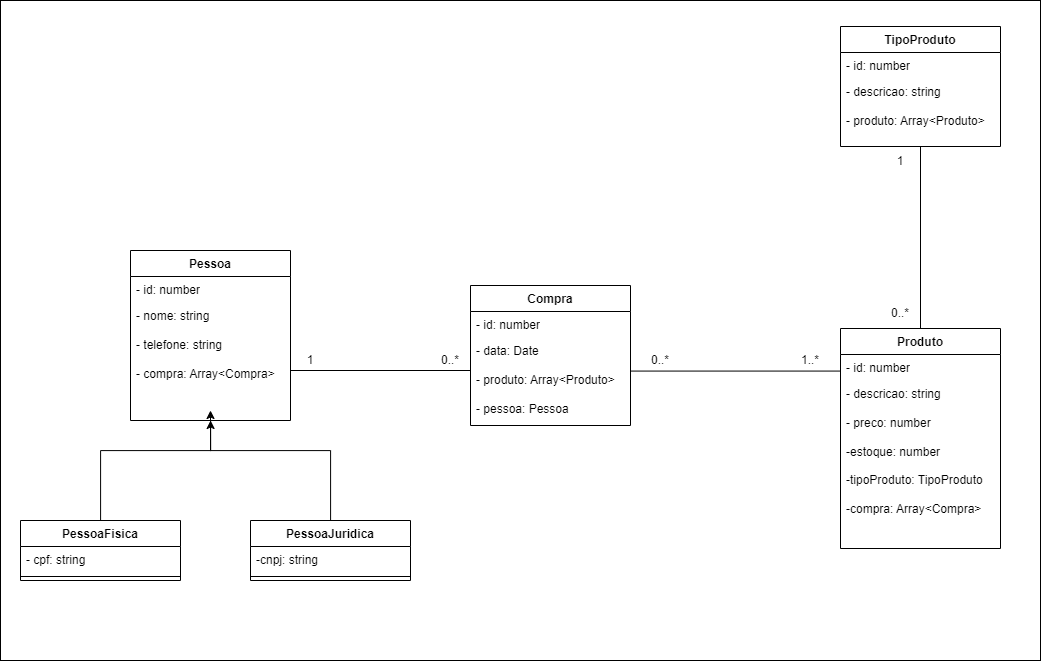 TipoProduto
- id: number
- descricao: string
- produto: Array<Produto>
1
0..*
Pessoa
- id: number
- nome: string
- telefone: string
- compra: Array<Compra>
1
0..*
Compra
- id: number
- data: Date
- produto: Array<Produto>
- pessoa: Pessoa
0..*
1..*
Produto
- id: number
- descricao: string
- preco: number
-estoque: number
-tipoProduto: TipoProduto
-compra: Array<Compra>
PessoaFisica
- cpf: string
PessoaJuridica
-cnpj: string